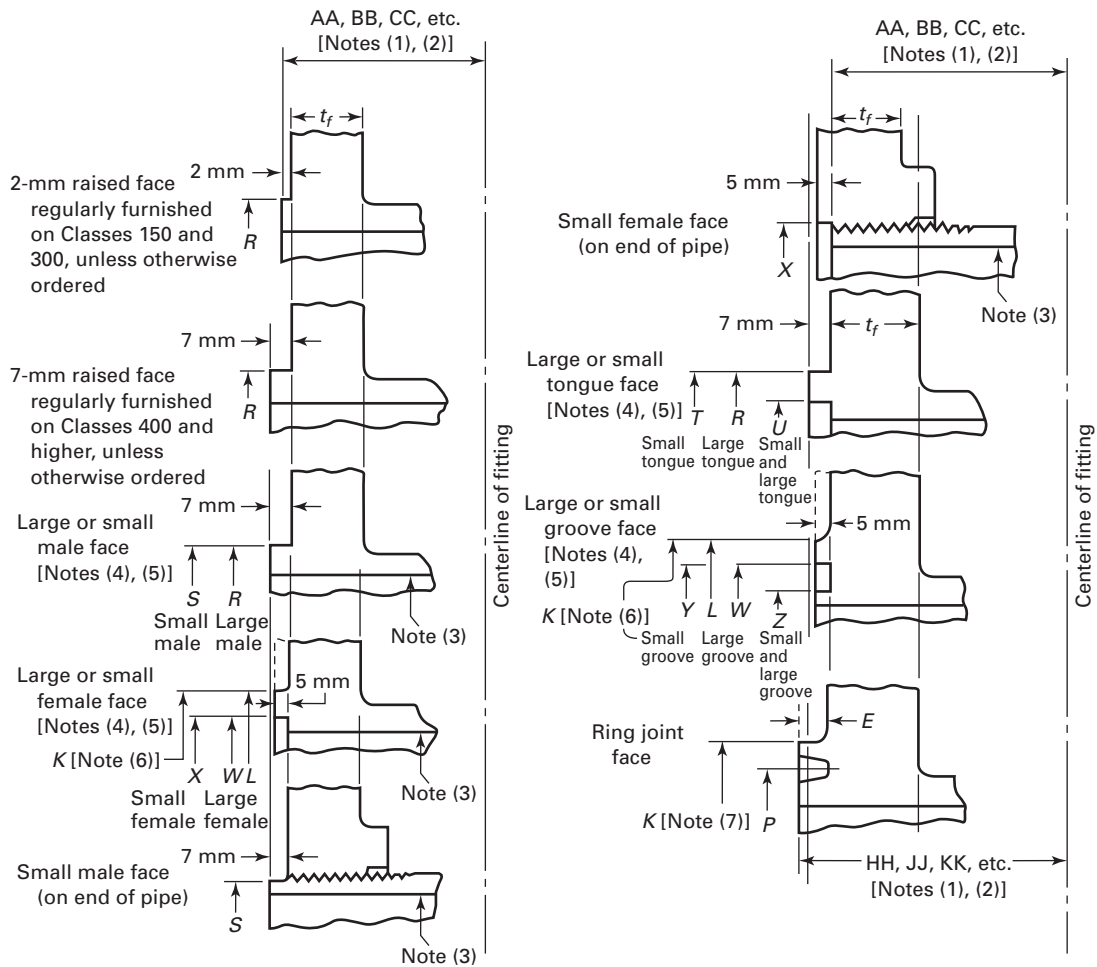 AA, BB, CC, etc.
[Notes (1), (2)]
tf
2 mm
2-mm raised face
regularly furnished
on Classes 150 and
300, unless otherwise
ordered
R
7 mm
7-mm raised face
regularly furnished
on Classes 400 and
higher, unless
otherwise ordered
R
7 mm
Large or small
male face
[Notes (4), (5)]
S R
Small Large
male male
Note (3)
Large or small
female face
[Notes (4), (5)]
5 mm
K [Note (6)]
X W L
Small Large
female female
Note (3)
7 mm
Small male face
(on end of pipe)
S
Note (3)
Centerline of fitting
AA, BB, CC, etc.
[Notes (1), (2)]
tf
5 mm
Small female face
(on end of pipe)
X
Note (3)
7 mm
tf
Large or small
tongue face
[Notes (4), (5)]
T R U
Small Large Small
tongue tongue and
large
tongue
Large or small
groove face
[Notes (4),
(5)]
5 mm
K [Note (6)]
Y L W Z
Small Large Small
groove groove and
large
groove
Ring joint
face
E
K [Note (7)]
P
HH, JJ, KK, etc.
[Notes (1), (2)]
Centerline of fitting